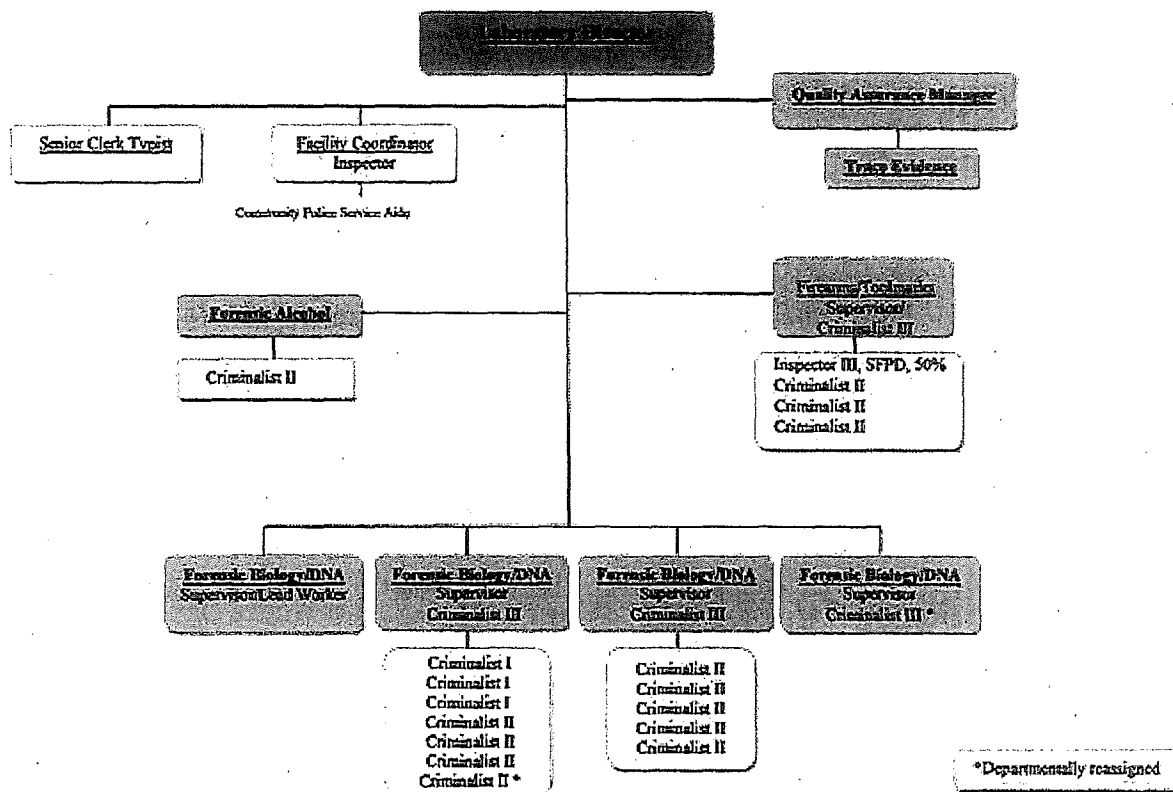 Laboratory Director
Quality Assurance Manager
Senior Clerk Typist
Facility Coordinator
Inspector
Trace Evidence
Community Police Service Aide
Firearms/Toolmarks
Supervisor/
Criminalist III
Forensic Alcohol
Criminalist II
Inspector III, SFPD, 50%
Criminalist II
Criminalist II
Criminalist II
Forensic Biology/DNA
Supervisor/Lead Worker
Forensic Biology/DNA
Supervisor
Criminalist III
Forensic Biology/DNA
Supervisor
Criminalist III
Forensic Biology/DNA
Supervisor
Criminalist III *
Criminalist I
Criminalist I
Criminalist I
Criminalist II
Criminalist II
Criminalist II
Criminalist II *
Criminalist II
Criminalist II
Criminalist II
Criminalist II
Criminalist II
*Departmentally reassigned